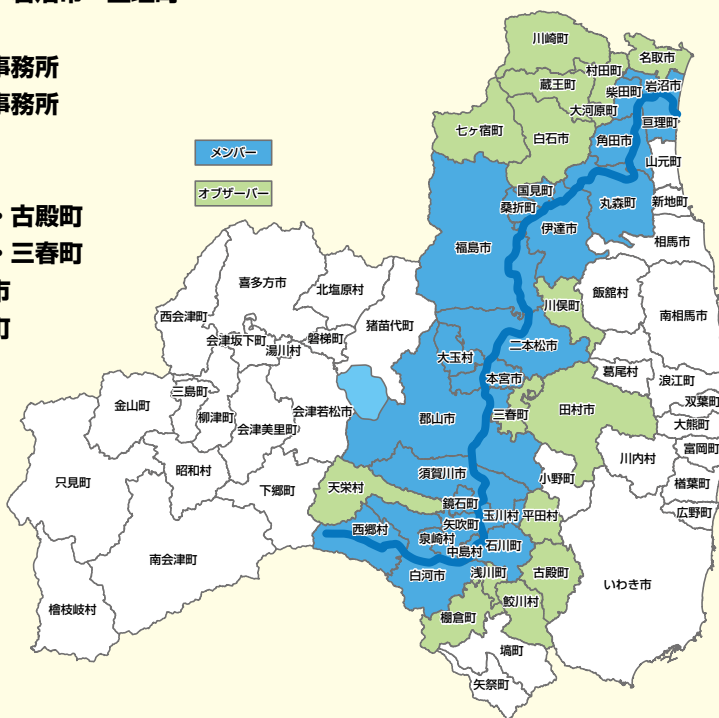 ・岩沼市・亘理町
事務所
事務所
・古殿町
・三春町
市
町
メンバー
オブザーバー
川崎町
名取市
村田町
蔵王町
柴田町
岩沼市
大河原町
亘理町
七ヶ宿町
白石市
角田市
山元町
国見町
丸森町
新地町
桑折町
伊達市
福島市
相馬市
喜多方市
北塩原村
飯舘村
川俣町
西会津町
猪苗代町
南相馬市
会津坂下町
磐梯町
湯川村
二本松市
大玉村
葛尾村
本宮市
浪江町
三島町
金山町
双葉町
柳津町
会津若松市
郡山市
三春町
田村市
大熊町
会津美里町
富岡町
川内村
昭和村
須賀川市
小野町
只見町
楢葉町
下郷町
天栄村
鏡石町
広野町
玉川村
平田村
矢吹町
西郷村
泉崎村
石川町
中島村
南会津町
白河市
浅川町
古殿町
いわき市
檜枝岐村
鮫川村
棚倉町
塙町
矢祭町